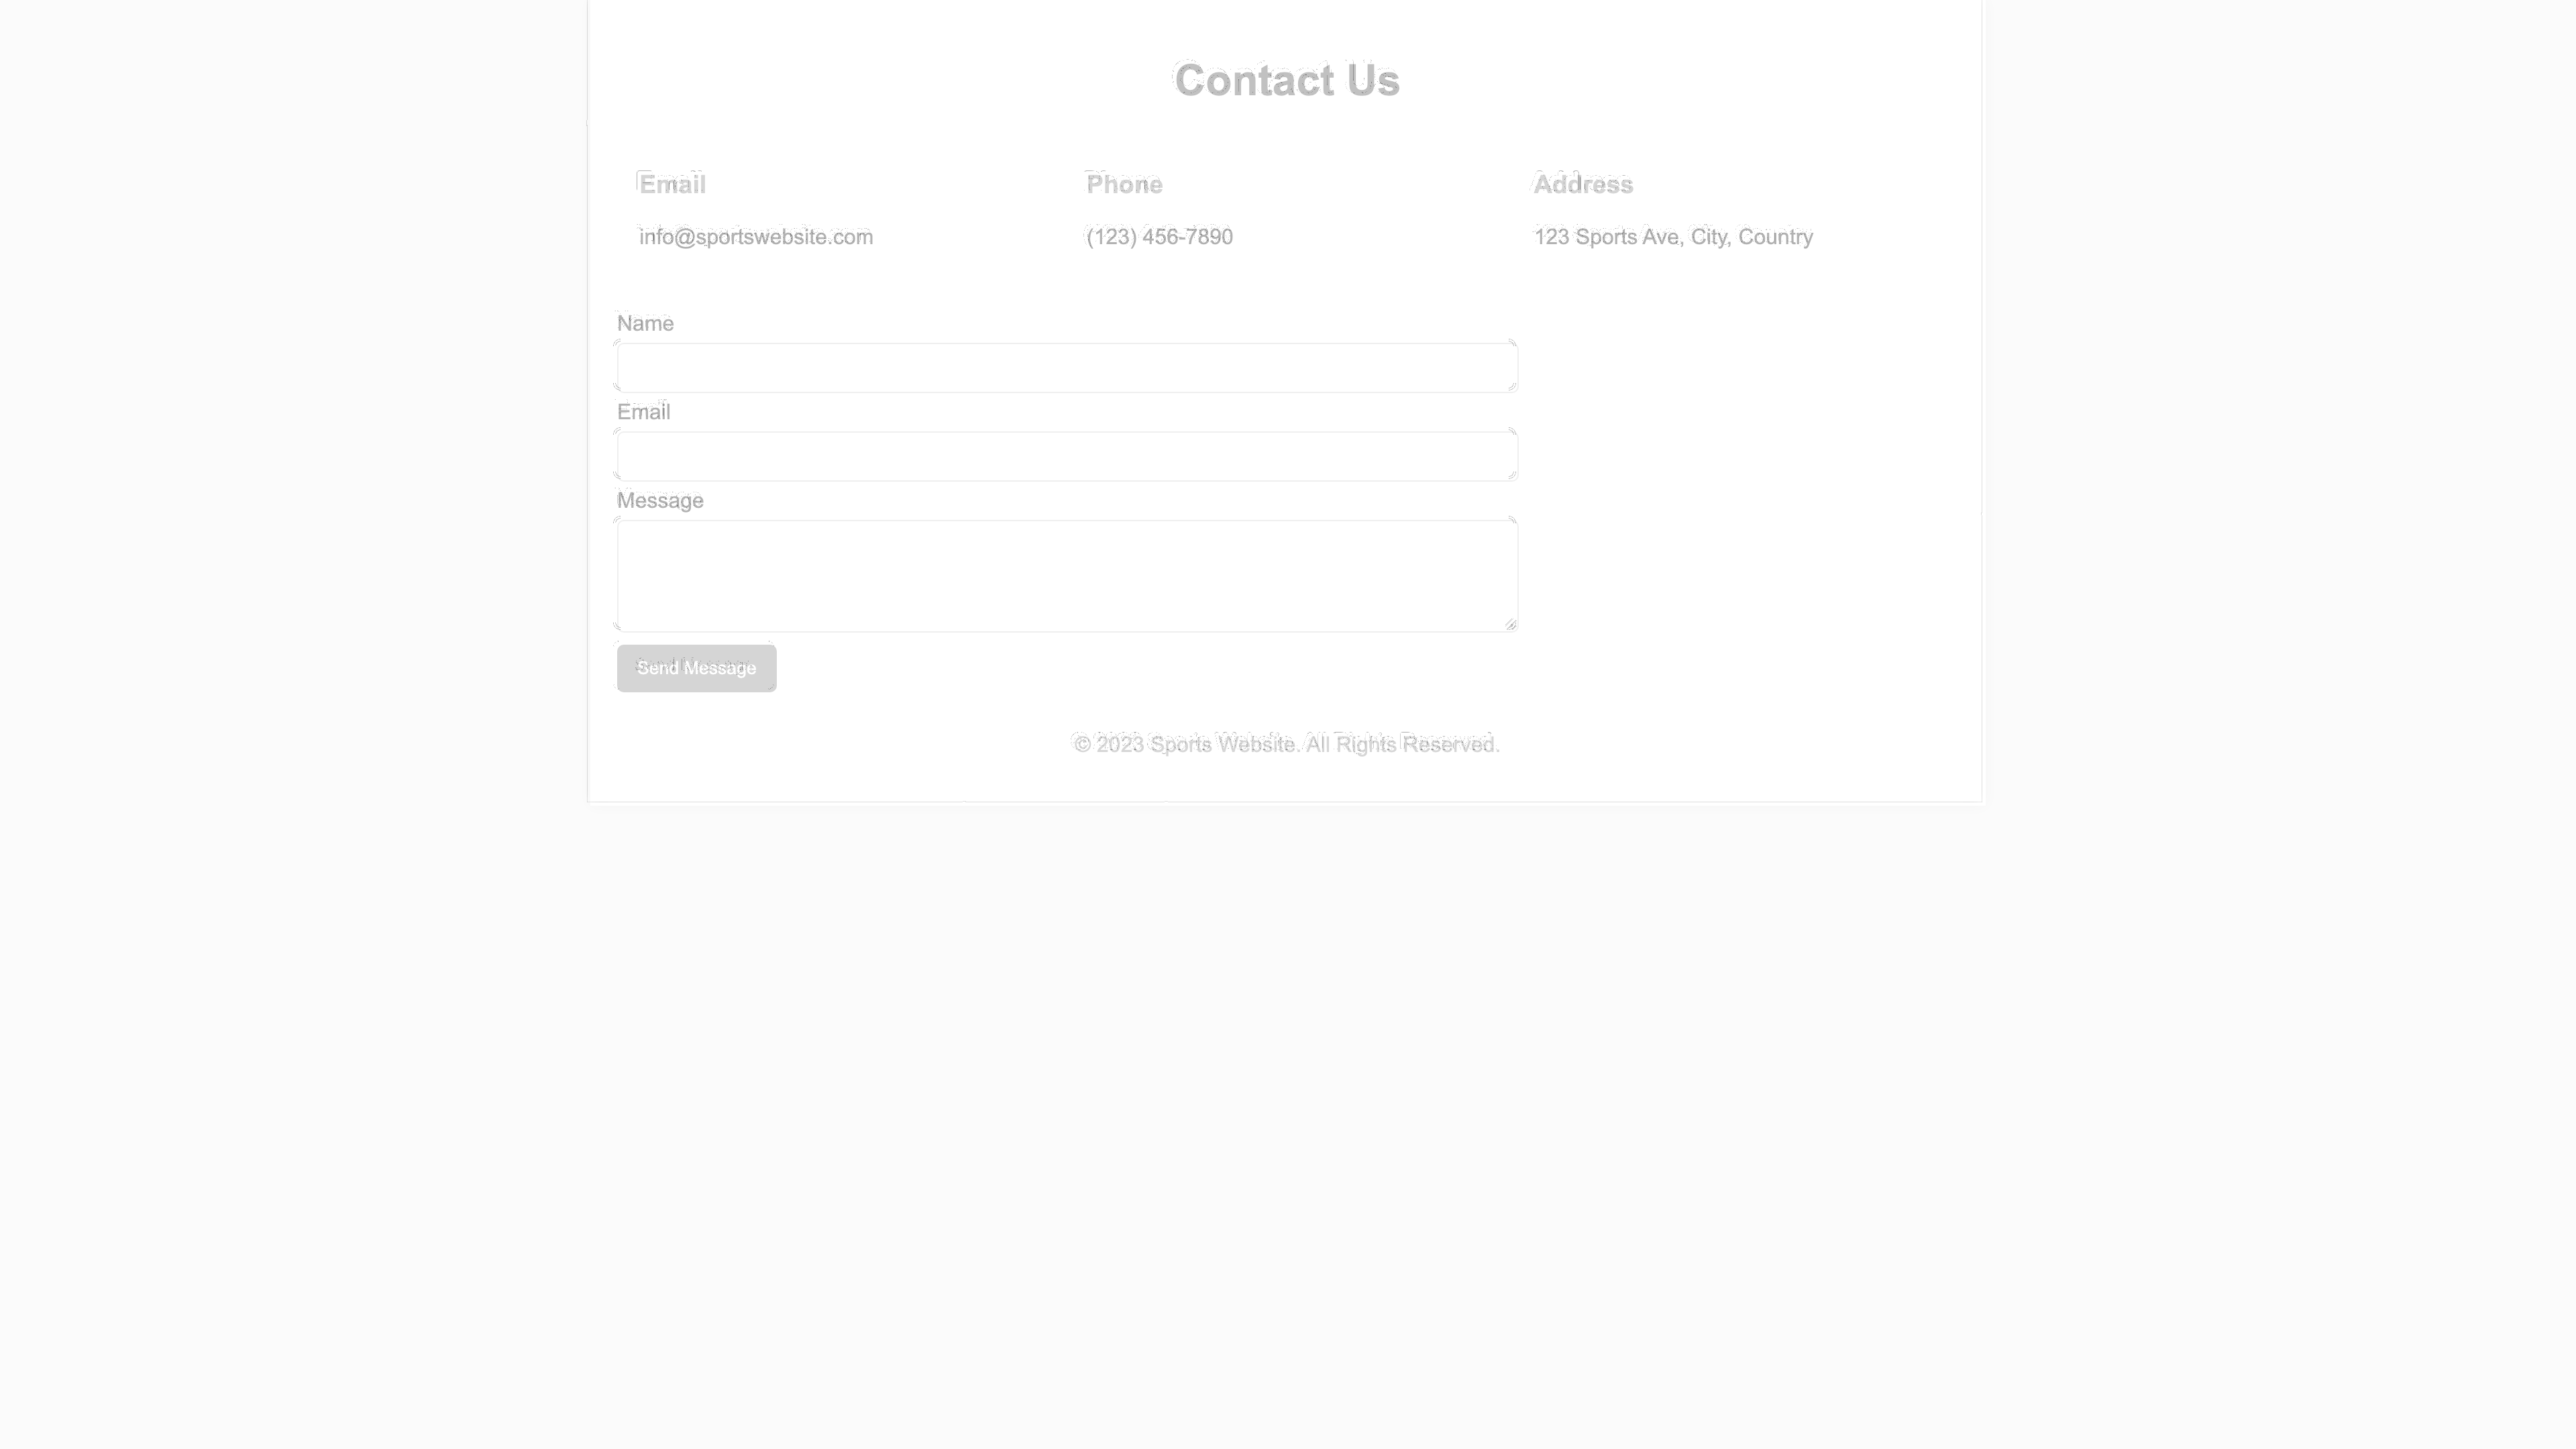 Contact Us
Email
Phone
Address
info@sportswebsite.com
(123) 456-7890
123 Sports Ave, City, Country
Name
Email
Message
Send Message
© 2023 Sports Website. All Rights Reserved.